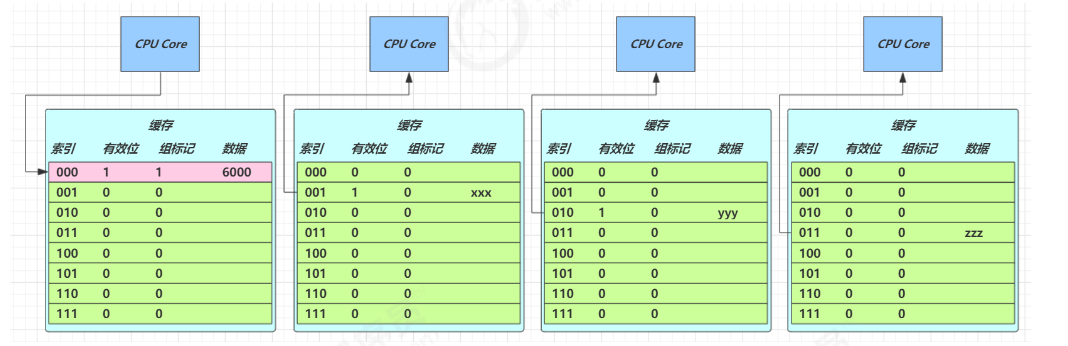 CPU Core CPU Core CPU Core CPU Core
缓存 缓存 缓存 缓存
索引 有效位 组标记 数据 索引 有效位 组标记 数据 索引 有效位 组标记 数据 索引 有效位 组标记 数据
000 1 1 6000 000 0 0 000 0 0 000 0 0
001 0 0 001 1 0 xxx 001 0 0 001 0 0
010 0 0 010 0 0 010 1 0 yyy 010 0 0
011 0 0 011 0 0 011 0 0 011 0 0 zzz
100 0 0 100 0 0 100 0 0 100 0 0
101 0 0 101 0 0 101 0 0 101 0 0
110 0 0 110 0 0 110 0 0 110 0 0
111 0 0 111 0 0 111 0 0 111 0 0